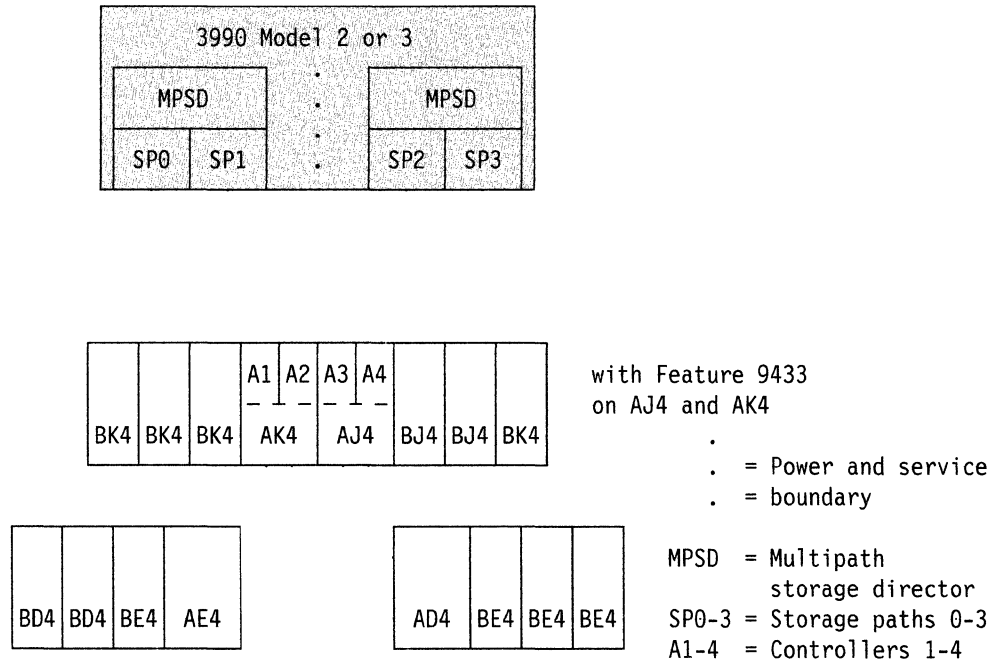 3990 Model 2 or 3
MPSD MPSD
SP0 SP1 SP2 SP3
A1 A2 A3 A4
BK4 BK4 BK4 AK4 AJ4 BJ4 BJ4 BK4
with Feature 9433
on AJ4 and AK4
.
. = Power and service
. = boundary
BD4 BD4 BE4 AE4
AD4 BE4 BE4 BE4
MPSD = Multipath
storage director
SP0-3 = Storage paths 0-3
A1-4 = Controllers 1-4